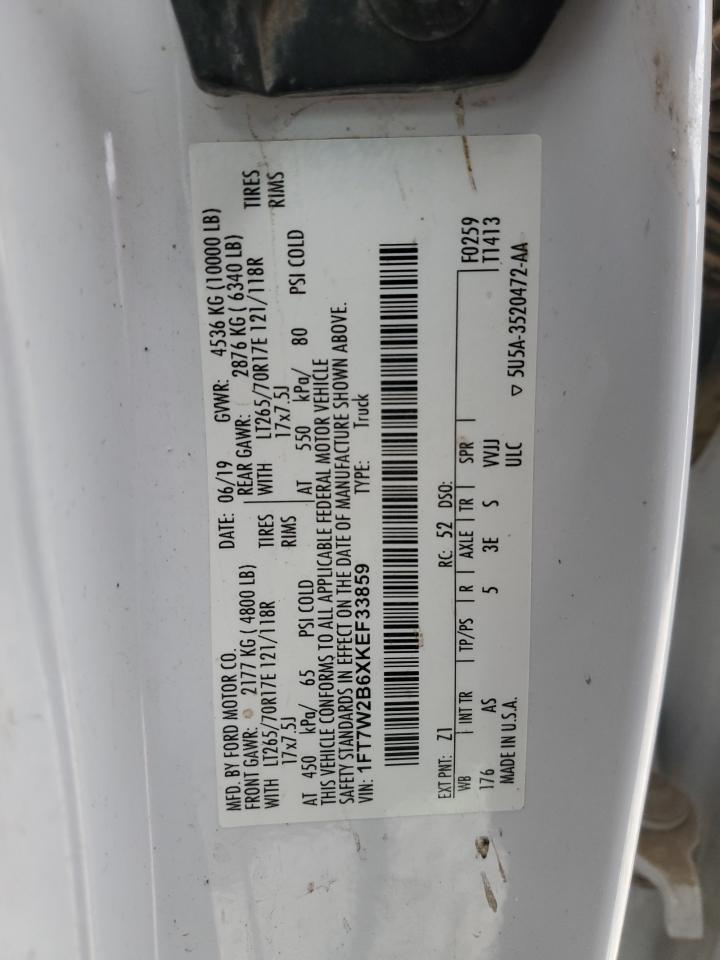 MFD. BY FORD MOTOR CO.
DATE: 06/19 GVWR: 4536 KG (10000 LB)
FRONT GAWR: 2177 KG ( 4800 LB) REAR GAWR: 2876 KG ( 6340 LB)
WITH LT265/70R17E 121/118R TIRES WITH LT265/70R17E 121/118R TIRES
17x7.5J RIMS 17x7.5J RIMS
AT 450 kPa/ 65 PSI COLD AT 550 kPa/ 80 PSI COLD
THIS VEHICLE CONFORMS TO ALL APPLICABLE FEDERAL MOTOR VEHICLE
SAFETY STANDARDS IN EFFECT ON THE DATE OF MANUFACTURE SHOWN ABOVE.
VIN: 1FT7W2B6XKEF33859 TYPE: Truck
EXT PNT: Z1 RC: 52 DSO: F0259
WB INT TR TP/PS R AXLE TR SPR T1413
176 AS 5 3E S VVJJ
MADE IN U.S.A. ULC ▽ 5U5A-3520472-AA